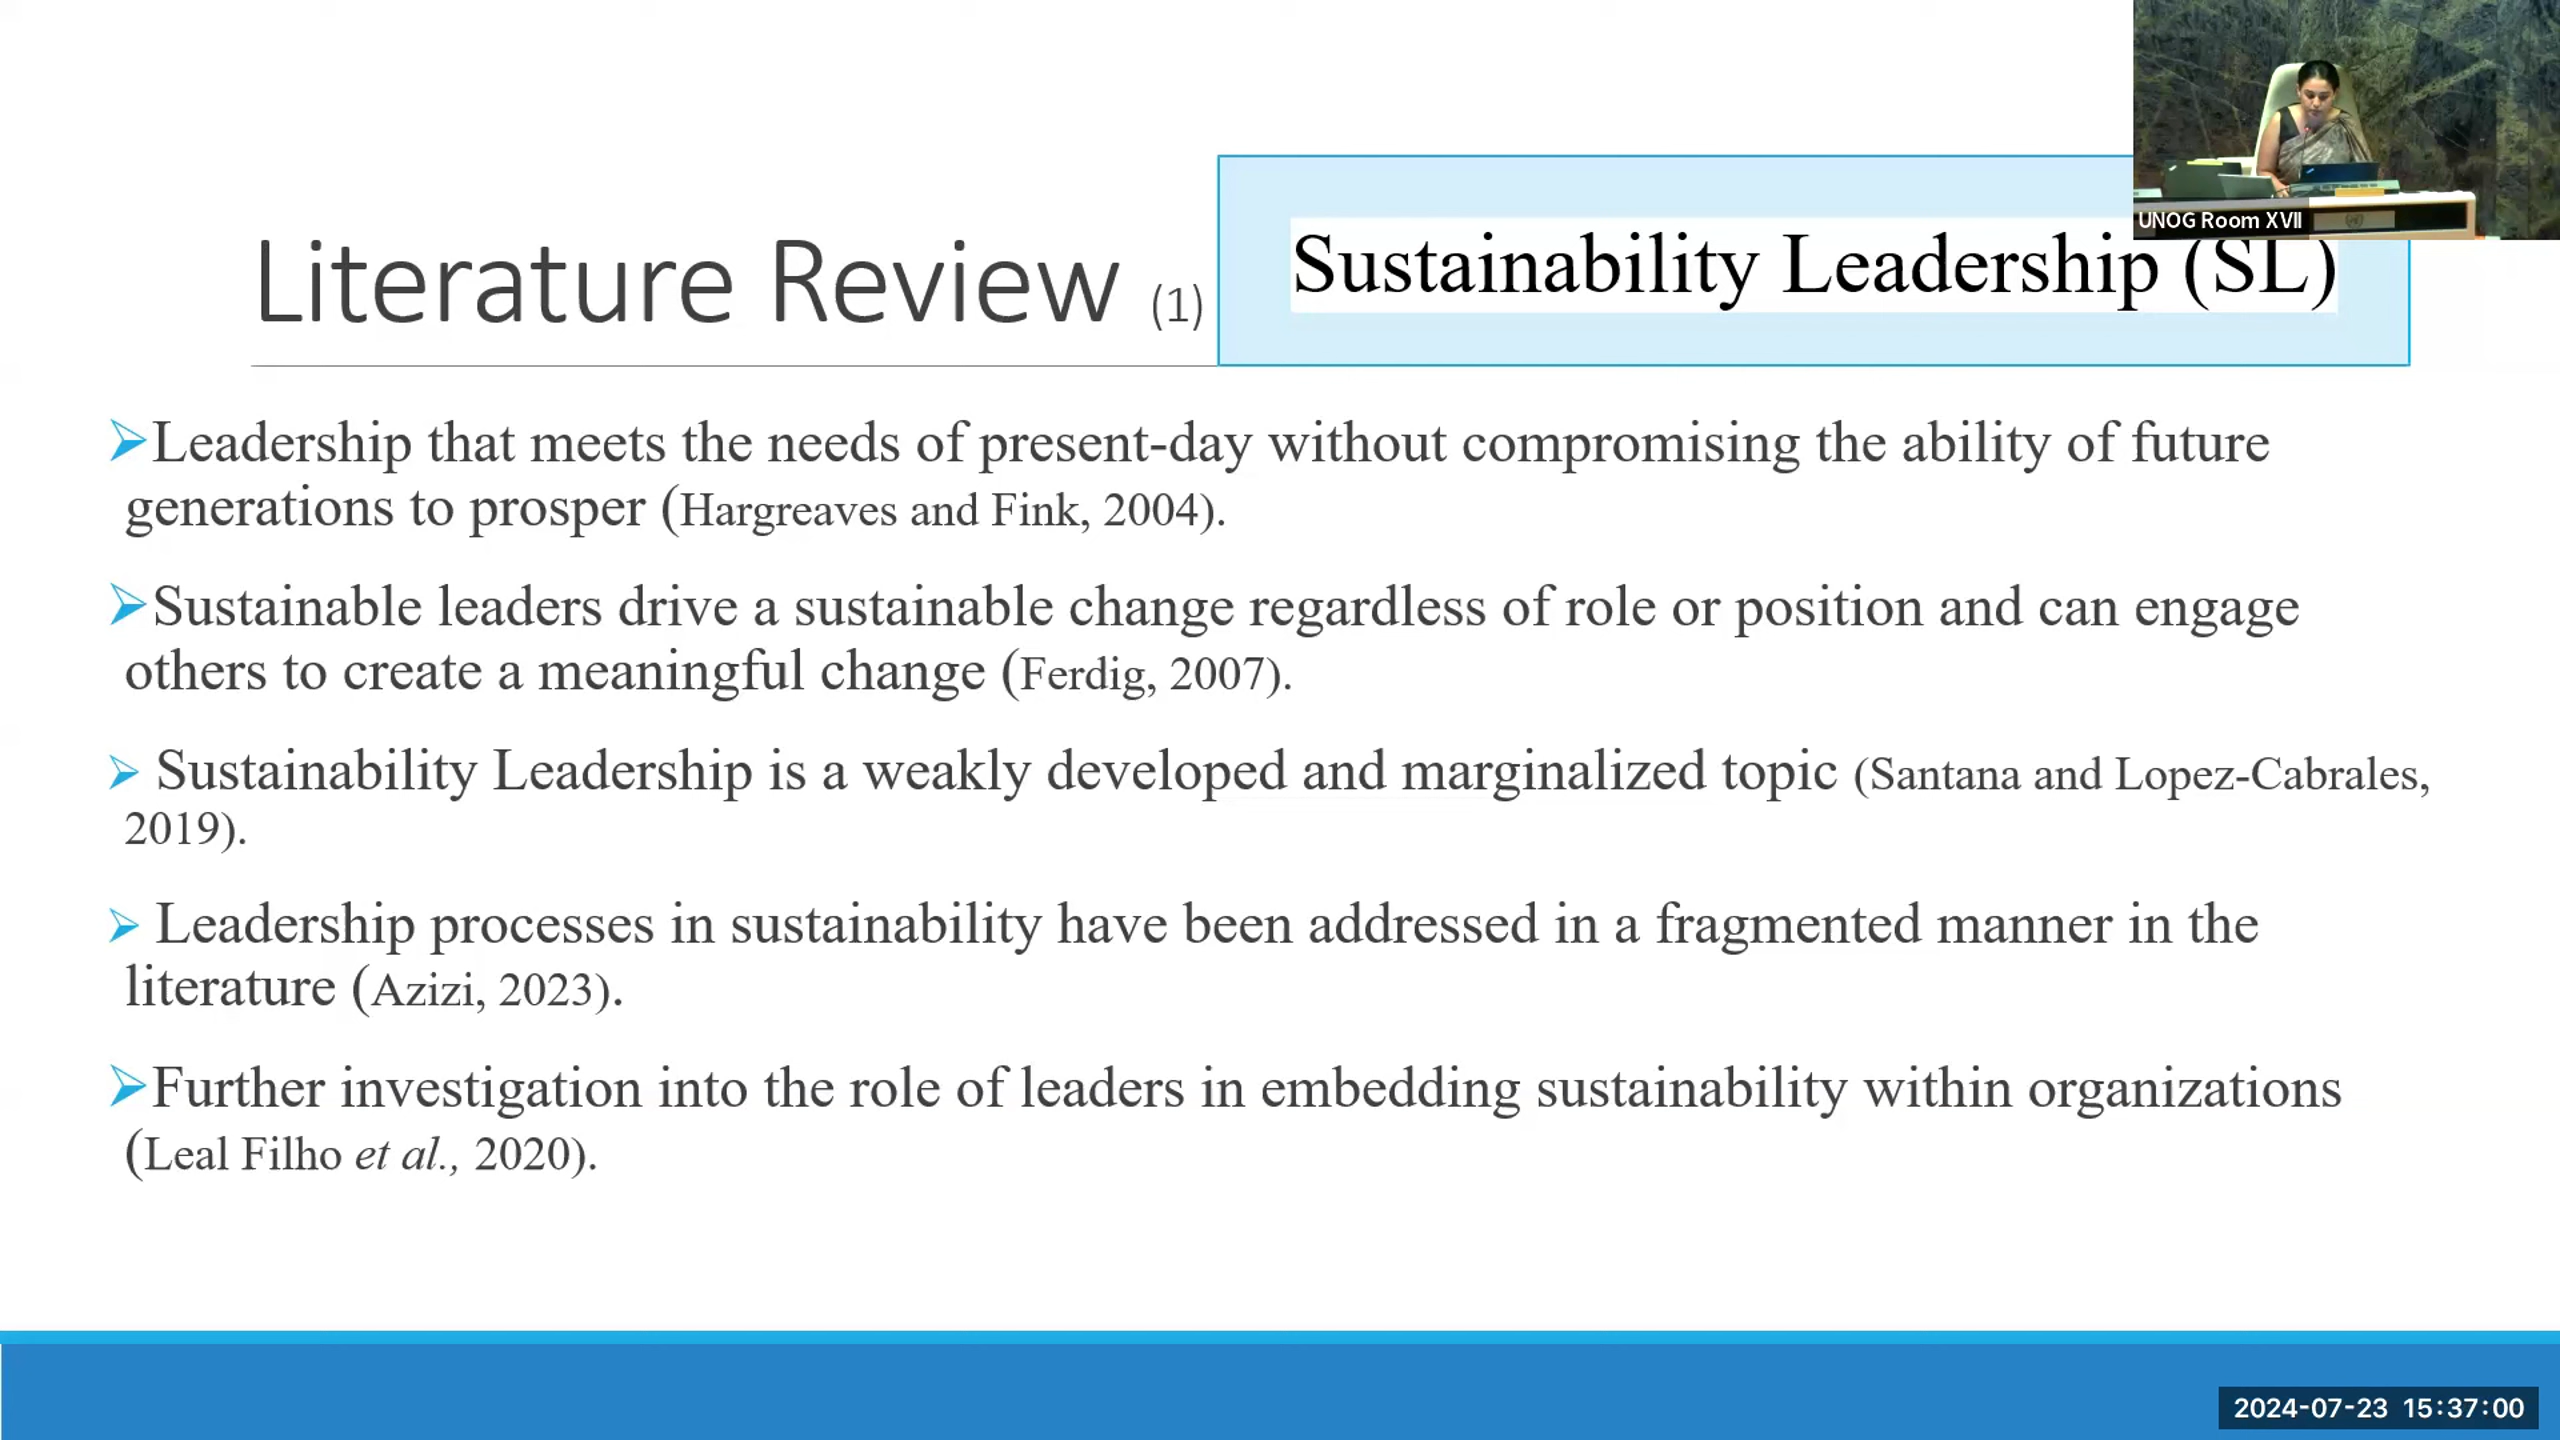 UNOG Room XVII
Literature Review (1)
Sustainability Leadership (SL)
➢Leadership that meets the needs of present-day without compromising the ability of future
generations to prosper (Hargreaves and Fink, 2004).
➢Sustainable leaders drive a sustainable change regardless of role or position and can engage
others to create a meaningful change (Ferdig, 2007).
➢ Sustainability Leadership is a weakly developed and marginalized topic (Santana and Lopez-Cabrales,
2019).
➢ Leadership processes in sustainability have been addressed in a fragmented manner in the
literature (Azizi, 2023).
➢Further investigation into the role of leaders in embedding sustainability within organizations
(Leal Filho et al., 2020).
2024-07-23 15:37:00